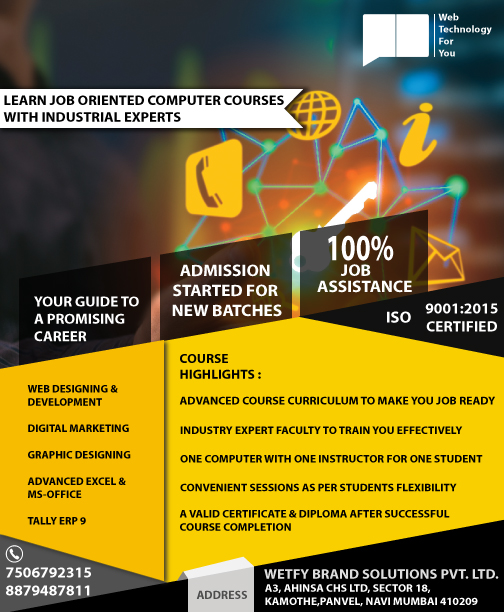 Web
Technology
For
You
LEARN JOB ORIENTED COMPUTER COURSES
WITH INDUSTRIAL EXPERTS
YOUR GUIDE TO
A PROMISING
CAREER
ADMISSION
STARTED FOR
NEW BATCHES
100%
JOB
ASSISTANCE
ISO
9001:2015
CERTIFIED
WEB DESIGNING &
DEVELOPMENT
DIGITAL MARKETING
GRAPHIC DESIGNING
ADVANCED EXCEL &
MS-OFFICE
TALLY ERP 9
COURSE
HIGHLIGHTS :
ADVANCED COURSE CURRICULUM TO MAKE YOU JOB READY
INDUSTRY EXPERT FACULTY TO TRAIN YOU EFFECTIVELY
ONE COMPUTER WITH ONE INSTRUCTOR FOR ONE STUDENT
CONVENIENT SESSIONS AS PER STUDENTS FLEXIBILITY
A VALID CERTIFICATE & DIPLOMA AFTER SUCCESSFUL
COURSE COMPLETION
7506792315
8879487811
ADDRESS
WETFY BRAND SOLUTIONS PVT. LTD.
A3, AHINSA CHS LTD, SECTOR 18,
KAMOTHE,PANVEL, NAVI MUMBAI 410209